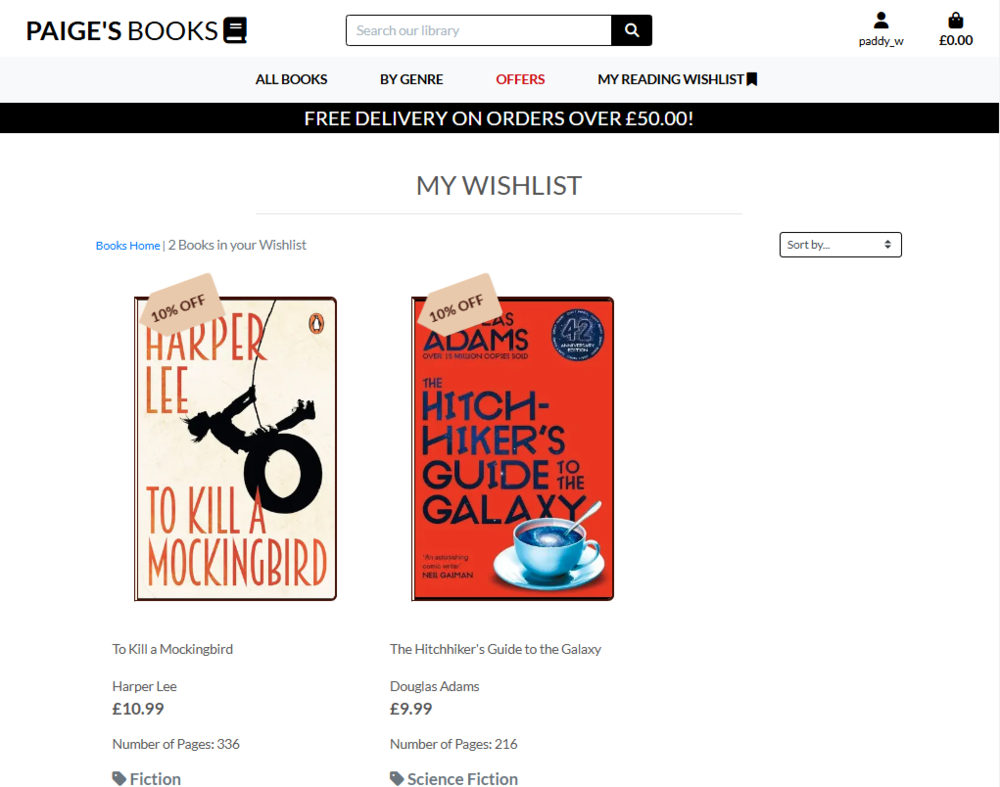 PAIGE'S BOOKS
Search our library
paddy_w
£0.00
ALL BOOKS
BY GENRE
OFFERS
MY READING WISHLIST
FREE DELIVERY ON ORDERS OVER £50.00!
MY WISHLIST
Books Home | 2 Books in your Wishlist
Sort by...
10% OFF
HARPER
LEE
TO KILL A
MOCKINGBIRD
10% OFF
ADAMS
OVER 15 MILLION COPIES SOLD
42
ANNIVERSARY
EDITION
THE
HITCH-
HIKER'S
GUIDE TO THE
GALAXY
'An astonishing
comic writer'
NEIL GAIMAN
To Kill a Mockingbird
Harper Lee
£10.99
Number of Pages: 336
Fiction
The Hitchhiker's Guide to the Galaxy
Douglas Adams
£9.99
Number of Pages: 216
Science Fiction